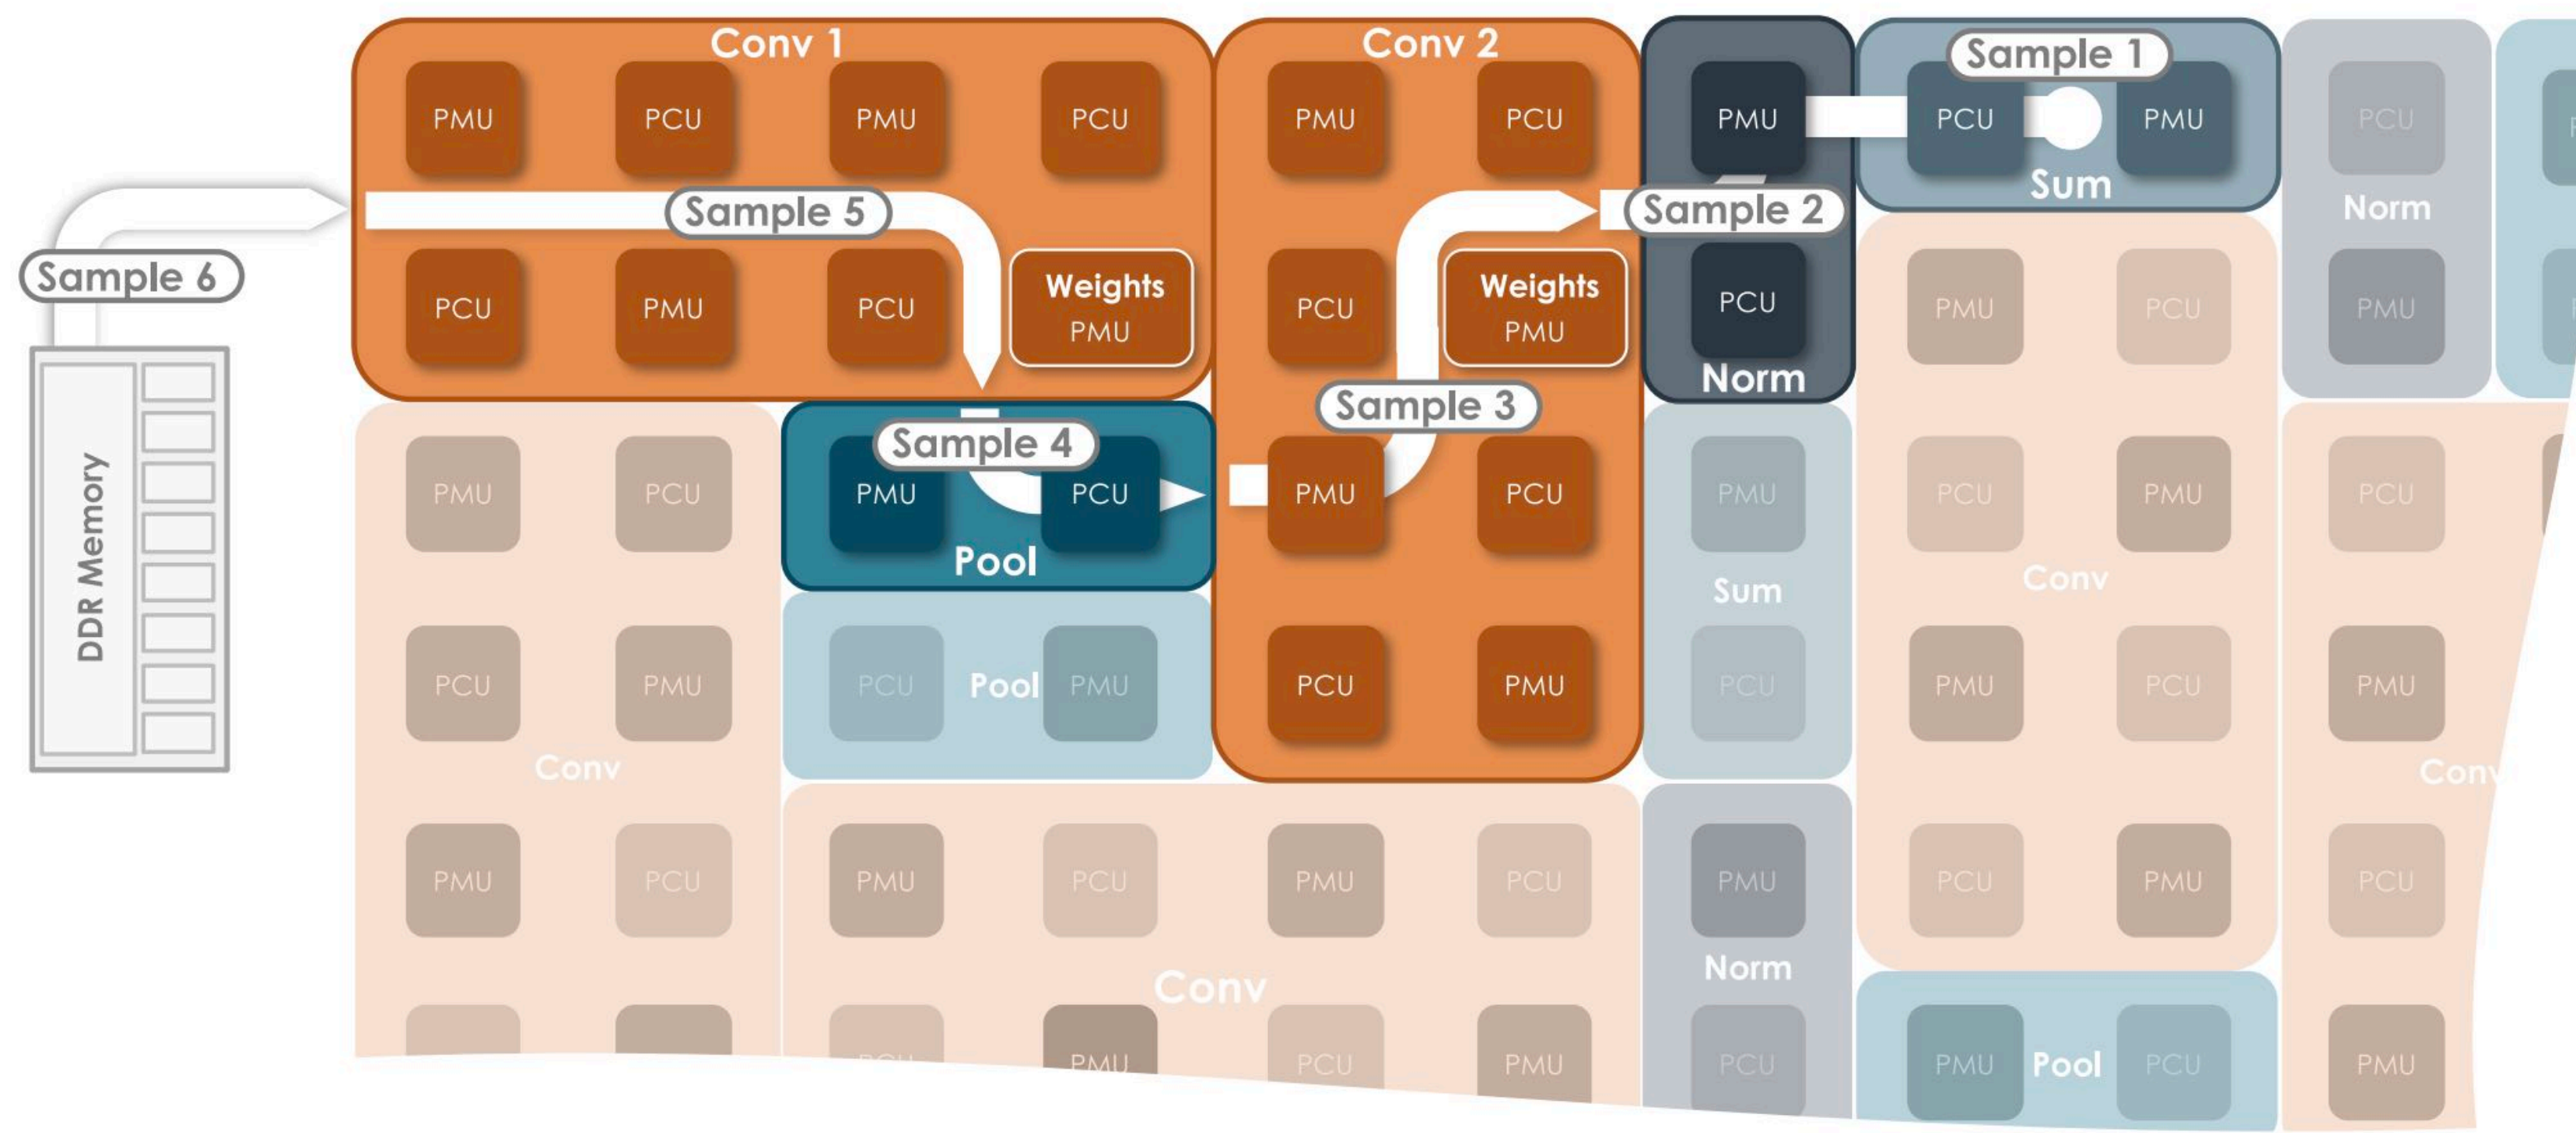 Conv 1
Conv 2
Sample 1
PMU PCU PMU PCU PMU PCU PMU PCU PMU PCU
Sum
Norm
Sample 5
Sample 2
Sample 6
Weights
Weights
PCU PMU PCU PMU PCU PMU PCU PMU PCU PMU
Norm
Sample 3
Sample 4
DDR Memory
PMU PCU PMU PCU PMU PCU PMU PCU PMU PCU
Pool
Sum
Conv
PCU PMU PCU Pool PMU PCU PMU PCU PMU PCU PMU
Conv
Conv
PMU PCU PMU PCU PMU PCU PMU PCU PMU PCU
Norm
Conv
PCU PMU PCU PMU PCU PMU Pool PCU PMU